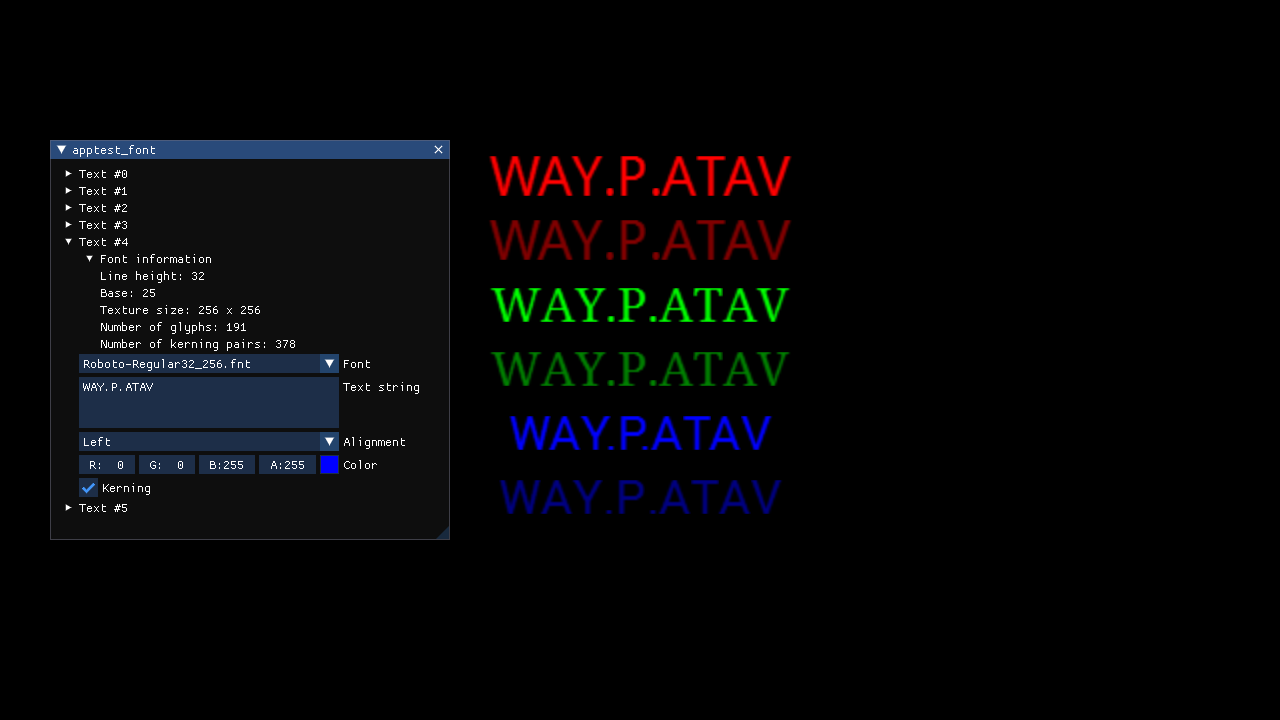 apptest_font
Text #0
Text #1
Text #2
Text #3
Text #4
Font information
Line height: 32
Base: 25
Texture size: 256 x 256
Number of glyphs: 191
Number of kerning pairs: 378
Roboto-Regular32_256.fnt Font
WAY.P.ATAV Text string
Left Alignment
R: 0 G: 0 B:255 A:255 Color
Kerning
Text #5
WAY.P.ATAV
WAY.P.ATAV
WAY.P.ATAV
WAY.P.ATAV
WAY.P.ATAV
WAY.P.ATAV